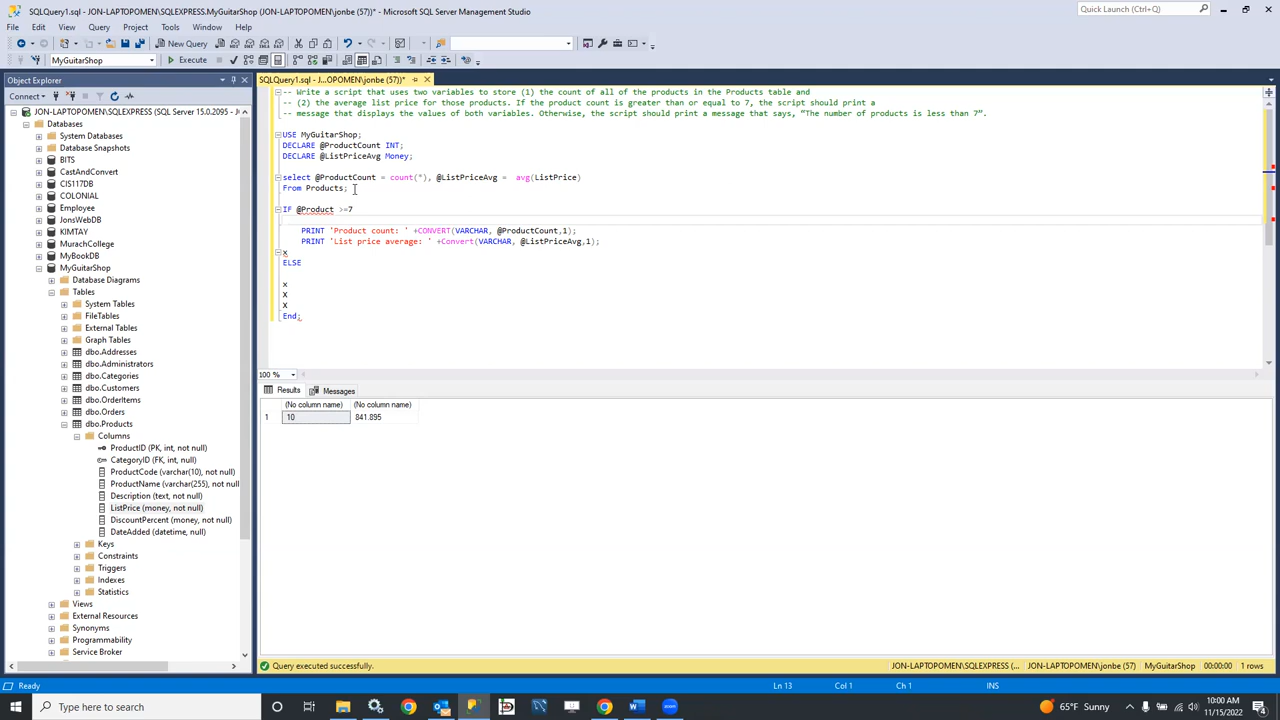 SQLQuery1.sql - JON-LAPTOPOMEN\SQLEXPRESS.MyGuitarShop (JON-LAPTOPOMEN\jonbe (57))* - Microsoft SQL Server Management Studio
Quick Launch (Ctrl+Q)
File Edit View Query Project Tools Window Help
New Query
MyGuitarShop Execute
Object Explorer
SQLQuery1.sql - J...OPOMEN\jonbe (57))*
Connect
JON-LAPTOPOMEN\SQLEXPRESS (SQL Server 15.0.2095 -
Databases
System Databases
Database Snapshots
BITS
CastAndConvert
CIS117DB
COLONIAL
Employee
JonsWebDB
KIMTAY
MurachCollege
MyBookDB
MyGuitarShop
Database Diagrams
Tables
System Tables
FileTables
External Tables
Graph Tables
dbo.Addresses
dbo.Administrators
dbo.Categories
dbo.Customers
dbo.OrderItems
dbo.Orders
dbo.Products
Columns
ProductID (PK, int, not null)
CategoryID (FK, int, null)
ProductCode (varchar(10), not null)
ProductName (varchar(255), not null
Description (text, not null)
ListPrice (money, not null)
DiscountPercent (money, not null)
DateAdded (datetime, null)
Keys
Constraints
Triggers
Indexes
Statistics
Views
External Resources
Synonyms
Programmability
Service Broker
-- Write a script that uses two variables to store (1) the count of all of the products in the Products table and
-- (2) the average list price for those products. If the product count is greater than or equal to 7, the script should print a
-- message that displays the values of both variables. Otherwise, the script should print a message that says, “The number of products is less than 7”.
USE MyGuitarShop;
DECLARE @ProductCount INT;
DECLARE @ListPriceAvg Money;
select @ProductCount = count(*), @ListPriceAvg = avg(ListPrice)
From Products;
IF @Product >=7
PRINT 'Product count: ' +CONVERT(VARCHAR, @ProductCount,1);
PRINT 'List price average: ' +Convert(VARCHAR, @ListPriceAvg,1);
x
ELSE
x
X
X
End;
100 %
Results Messages
(No column name) (No column name)
1 10 841.895
Query executed successfully.
JON-LAPTOPOMEN\SQLEXPRESS (... JON-LAPTOPOMEN\jonbe (57) MyGuitarShop 00:00:00 1 rows
Ready Ln 13 Col 1 Ch 1 INS
Type here to search
65°F Sunny
10:00 AM
11/15/2022